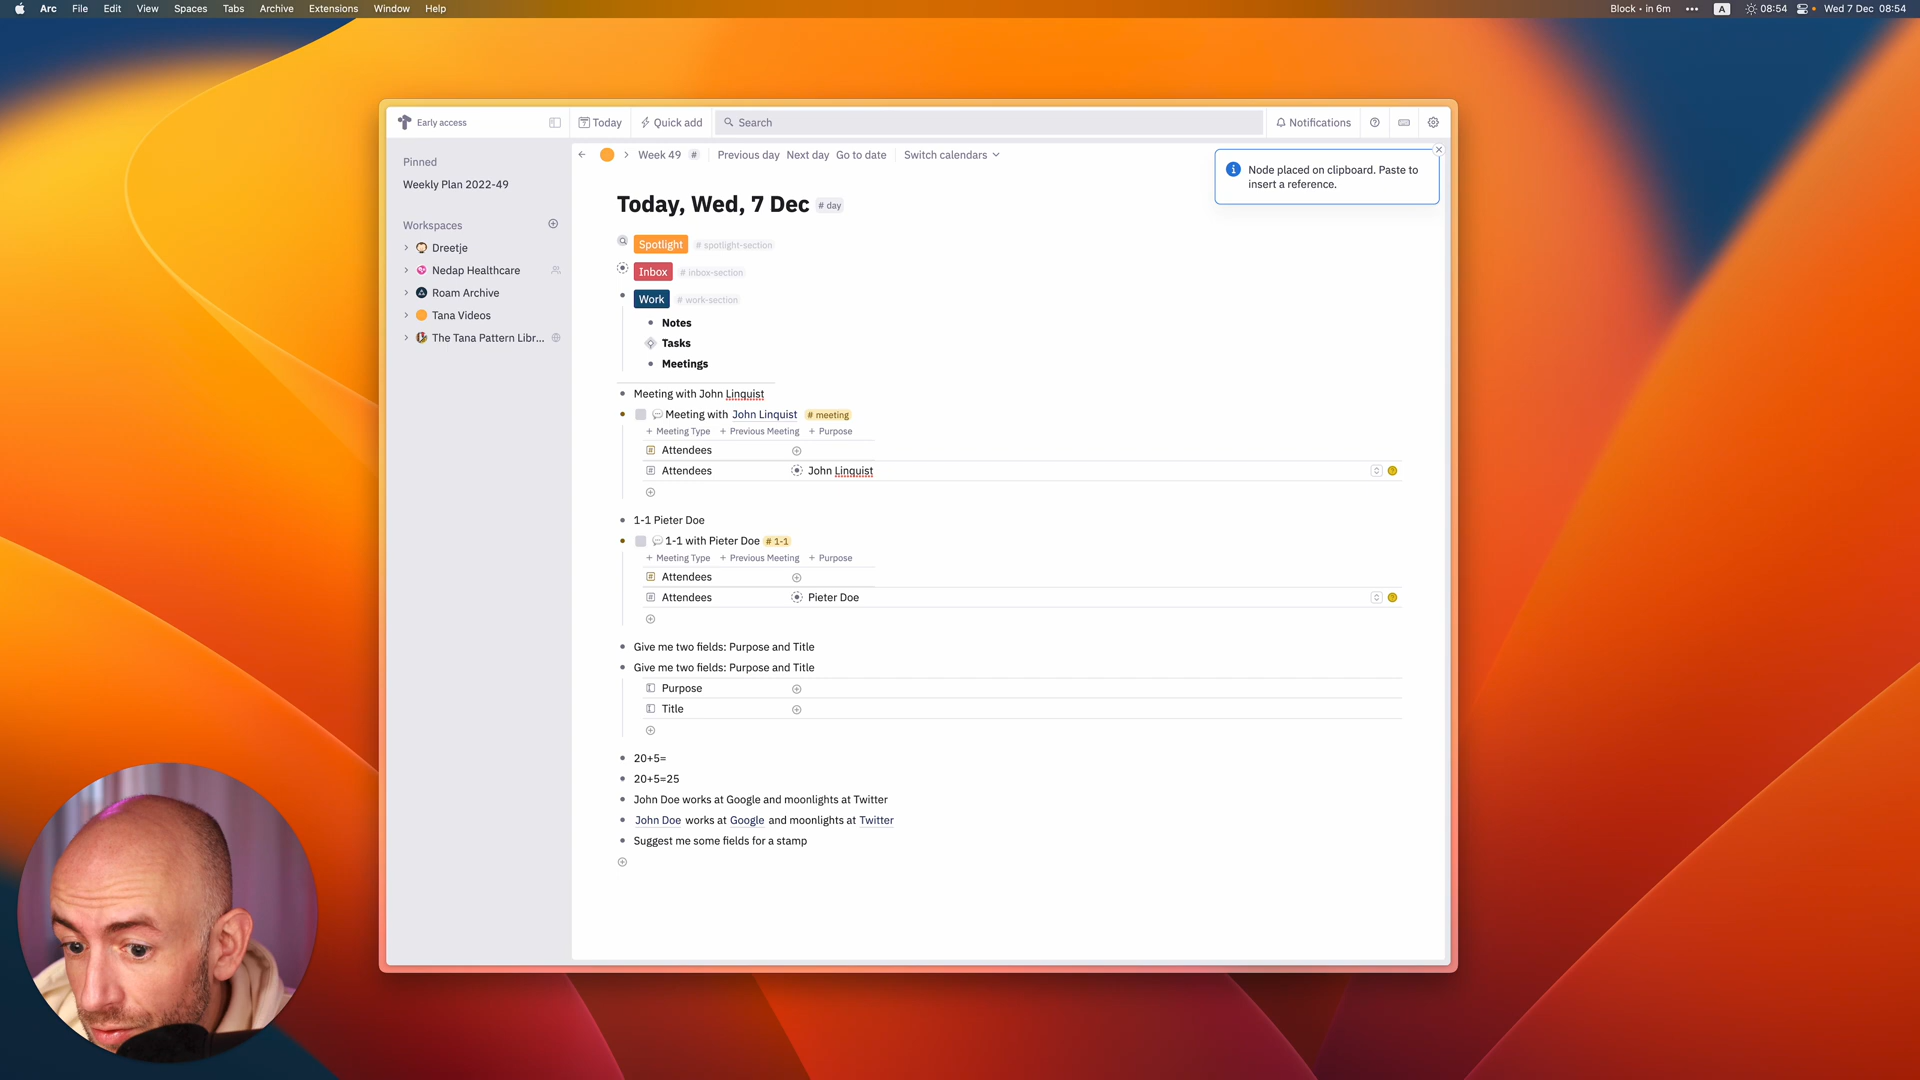 Arc File Edit View Spaces Tabs Archive Extensions Window Help
Block • in 6m ••• A 08:54 Wed 7 Dec 08:54
Early access
Today
Quick add
Search
Notifications
Week 49 #
Previous day Next day Go to date
Switch calendars
Node placed on clipboard. Paste to
insert a reference.
Pinned
Weekly Plan 2022-49
Workspaces
Dreetje
Nedap Healthcare
Roam Archive
Tana Videos
The Tana Pattern Libr...
Today, Wed, 7 Dec # day
Spotlight # spotlight-section
Inbox # inbox-section
Work # work-section
Notes
Tasks
Meetings
Meeting with John Linquist
Meeting with John Linquist # meeting
+ Meeting Type + Previous Meeting + Purpose
Attendees
Attendees John Linquist
1-1 Pieter Doe
1-1 with Pieter Doe # 1-1
+ Meeting Type + Previous Meeting + Purpose
Attendees
Attendees Pieter Doe
Give me two fields: Purpose and Title
Give me two fields: Purpose and Title
Purpose
Title
20+5=
20+5=25
John Doe works at Google and moonlights at Twitter
John Doe works at Google and moonlights at Twitter
Suggest me some fields for a stamp